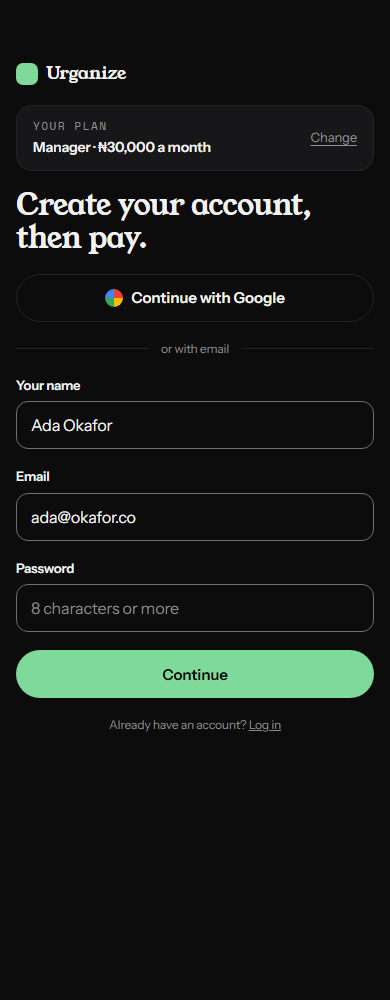 Urganize
YOUR PLAN
Manager · ₦30,000 a month
Change
Create your account,
then pay.
Continue with Google
or with email
Your name
Ada Okafor
Email
ada@okafor.co
Password
8 characters or more
Continue
Already have an account? Log in